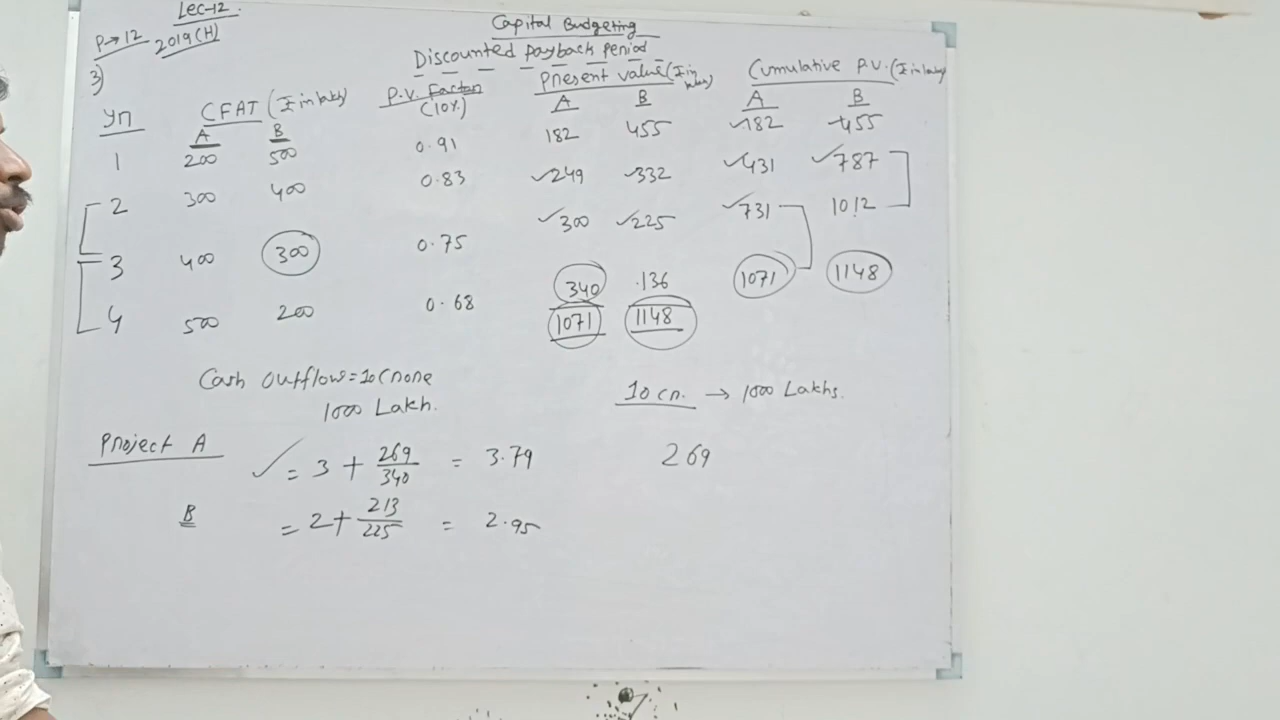 Lec-12.
P→12 2019(H)
Capital Budgeting
Discounted payback period
3)
Yr CFAT (₹ in lakh) P.V. Factor (10%) Present value (₹ in lakhs) Cumulative P.V. (₹ in lakh)
A B A B A B
1 200 500 0.91 182 455 182 455
2 300 400 0.83 249 332 431 787
3 400 300 0.75 300 225 731 1012
4 500 200 0.68 340 136 1071 1148
1071 1148
Cash outflow = 10 Crore
1000 Lakh.
10 cr. → 1000 Lakhs.
Project A = 3 + 269/340 = 3.79
269
B = 2 + 213/225 = 2.95